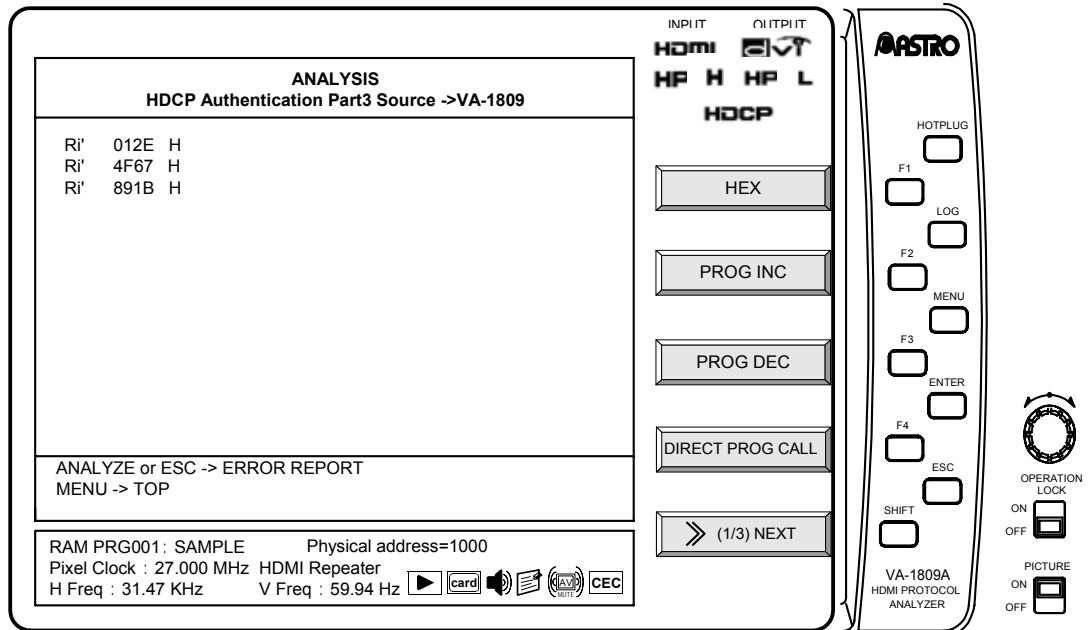 INPUT OUTPUT
HDMI DVI
HP H HP L
HDCP
ANALYSIS
HDCP Authentication Part3 Source ->VA-1809
Ri' 012E H
Ri' 4F67 H
Ri' 891B H
ANALYZE or ESC -> ERROR REPORT
MENU -> TOP
RAM PRG001: SAMPLE Physical address=1000
Pixel Clock : 27.000 MHz HDMI Repeater
H Freq : 31.47 KHz V Freq : 59.94 Hz
card
AV
MUTE
CEC
HEX
PROG INC
PROG DEC
DIRECT PROG CALL
(1/3) NEXT
ASTRO
HOTPLUG
F1
LOG
F2
MENU
F3
ENTER
F4
ESC
SHIFT
VA-1809A
HDMI PROTOCOL
ANALYZER
OPERATION
LOCK
ON
OFF
PICTURE
ON
OFF